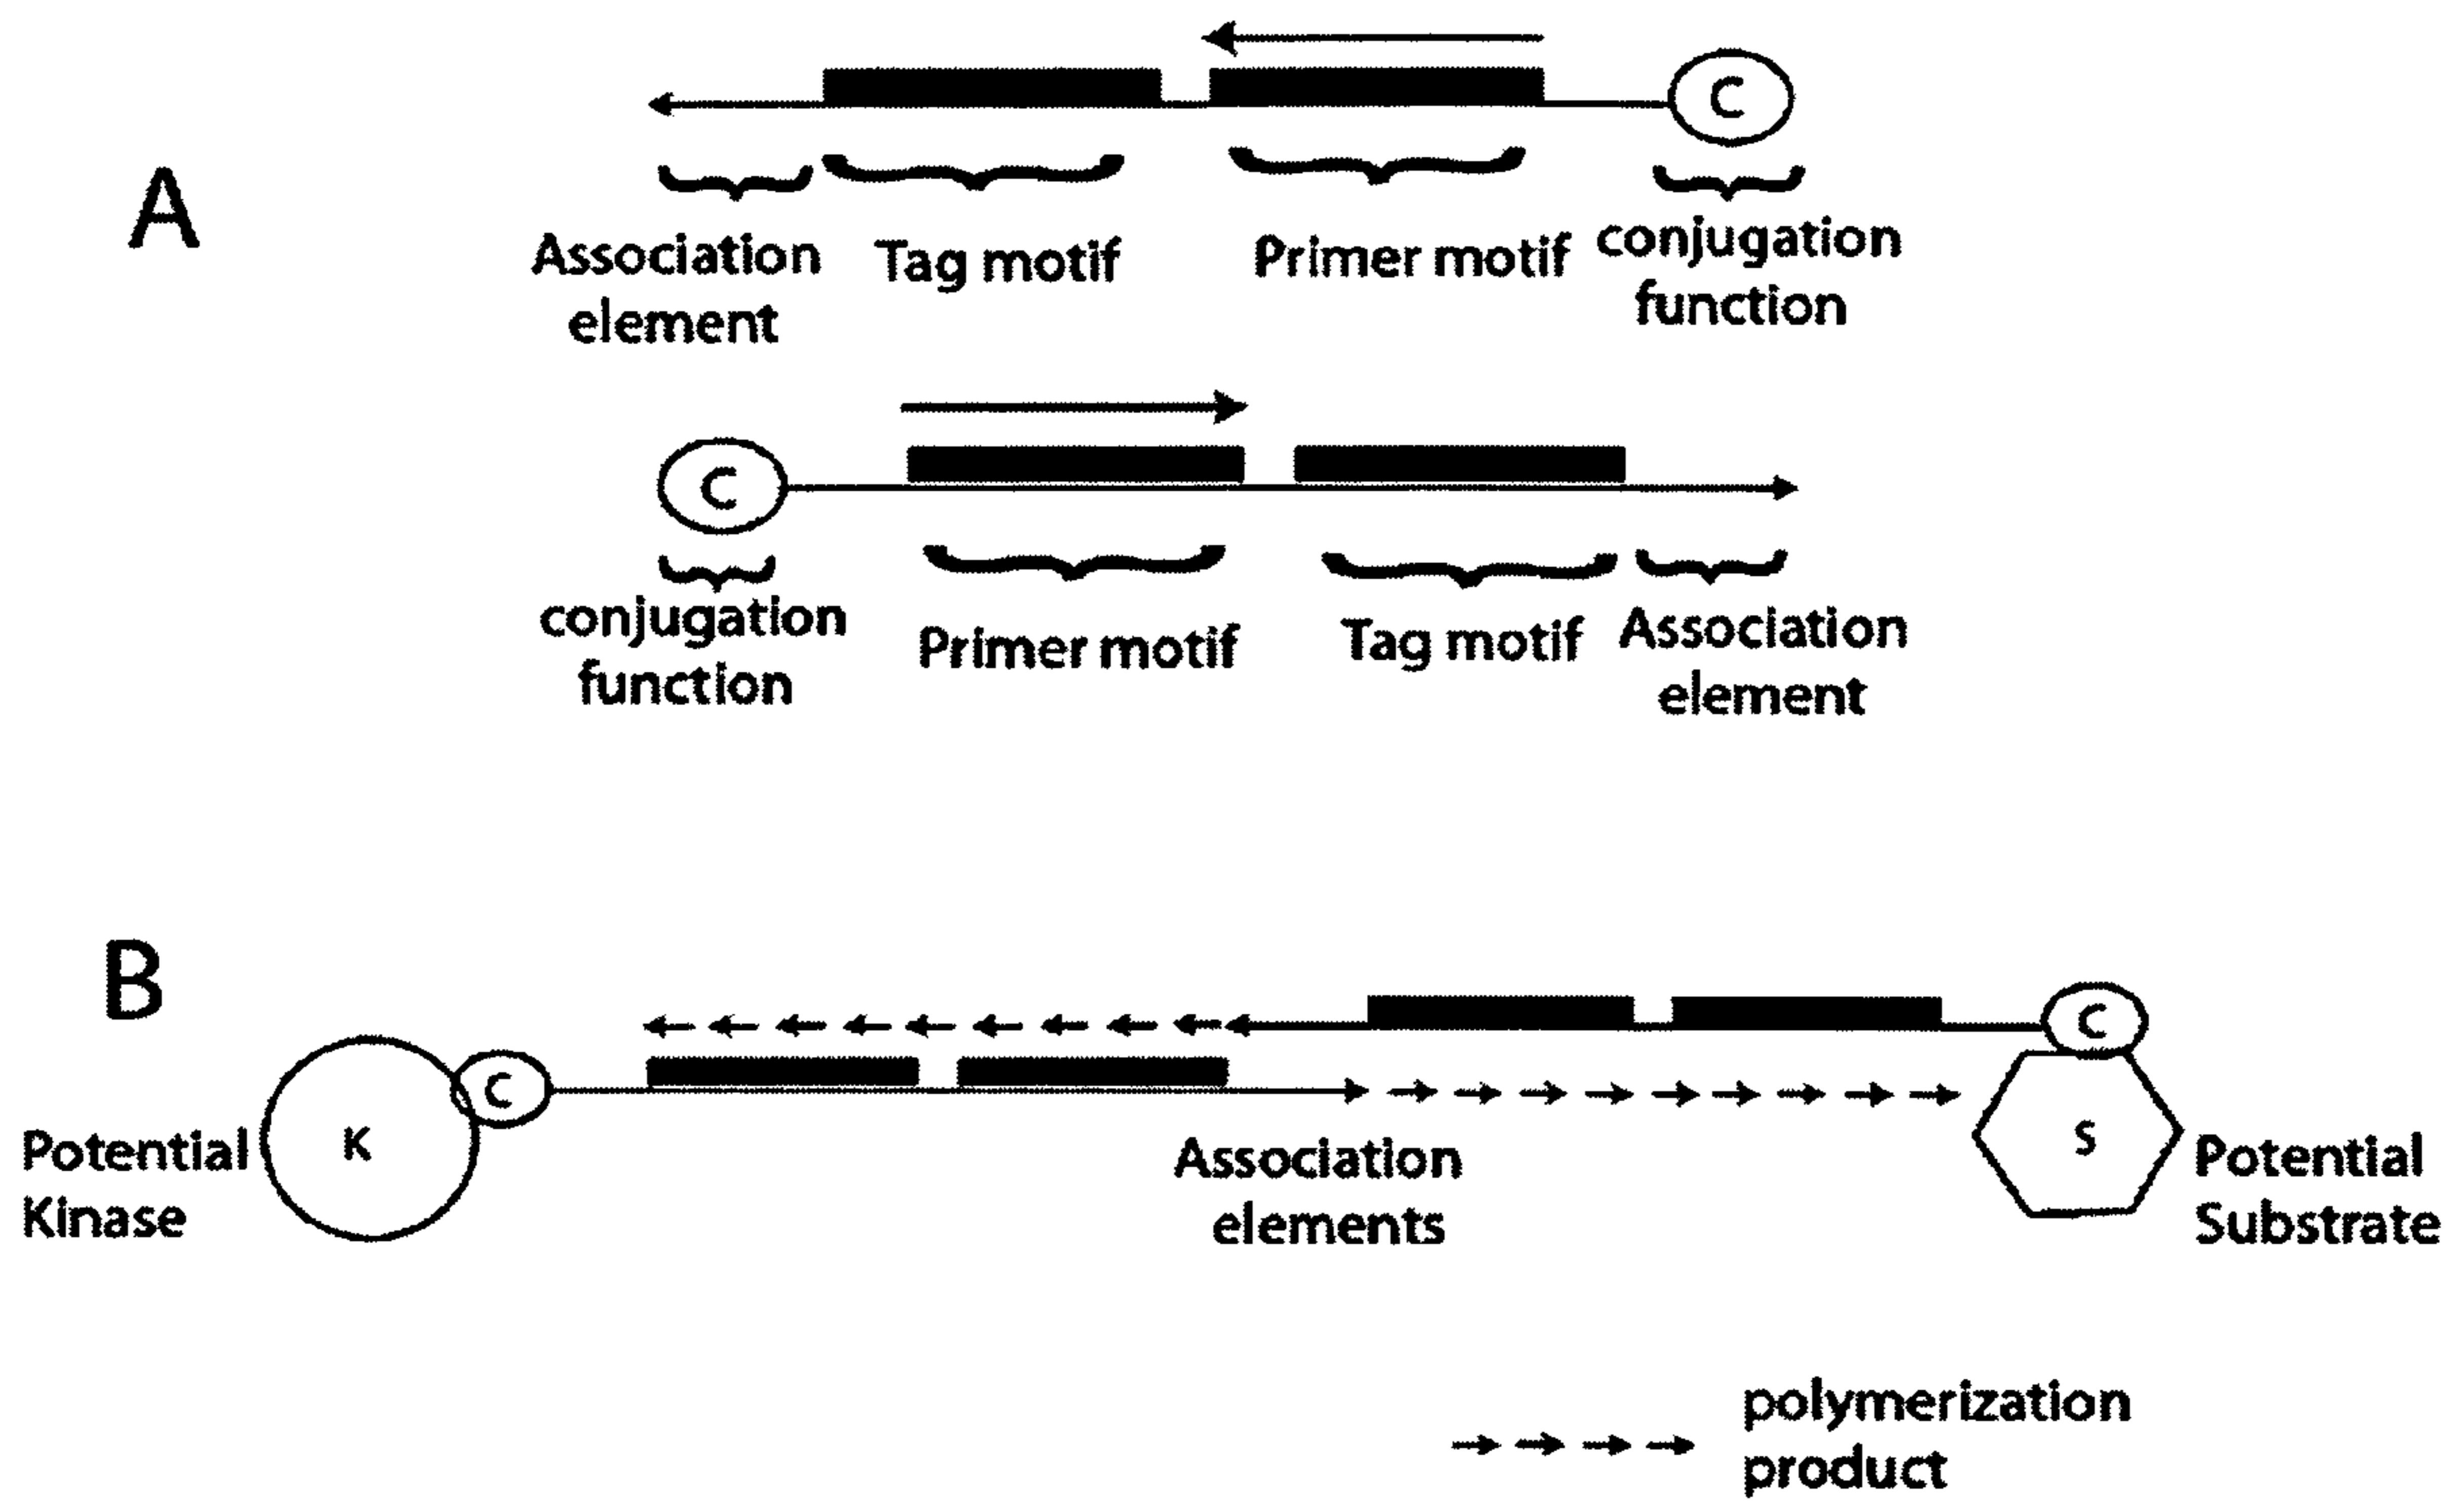 C
A
Association
element
Tag motif
Primer motif
conjugation
function
C
conjugation
function
Primer motif
Tag motif
Association
element
B
C
C
K
S
Potential
Kinase
Association
elements
Potential
Substrate
polymerization
product